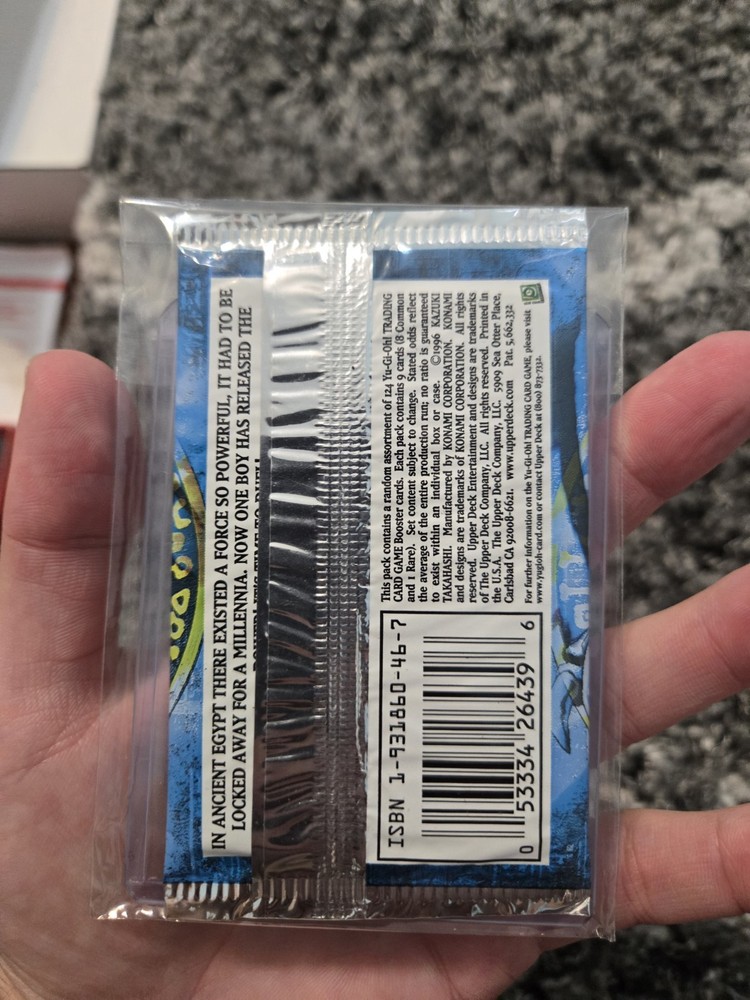 IN ANCIENT EGYPT THERE EXISTED A FORCE SO POWERFUL, IT HAD TO BE
LOCKED AWAY FOR A MILLENNIA. NOW ONE BOY HAS RELEASED THE
This pack contains a random assortment of 124 Yu-Gi-Oh! TRADING
CARD GAME Booster cards. Each pack contains 9 cards (8 Common
and 1 Rare). Set content subject to change. Stated odds reflect
the average of the entire production run; no ratio is guaranteed
to exist within an individual box or case. ©1996 KAZUKI
TAKAHASHI. Manufactured by KONAMI CORPORATION. KONAMI
and designs are trademarks of KONAMI CORPORATION. All rights
reserved. Upper Deck Entertainment and designs are trademarks
of The Upper Deck Company, LLC. All rights reserved. Printed in
the U.S.A. The Upper Deck Company, LLC. 5909 Sea Otter Place,
Carlsbad CA 92008-6621. www.upperdeck.com Pat. 5,662,332
For further information on the Yu-Gi-Oh! TRADING CARD GAME, please visit
www.yugioh-card.com or contact Upper Deck at (800) 873-7332.
ISBN 1-931860-46-7
0 53334 26439 6